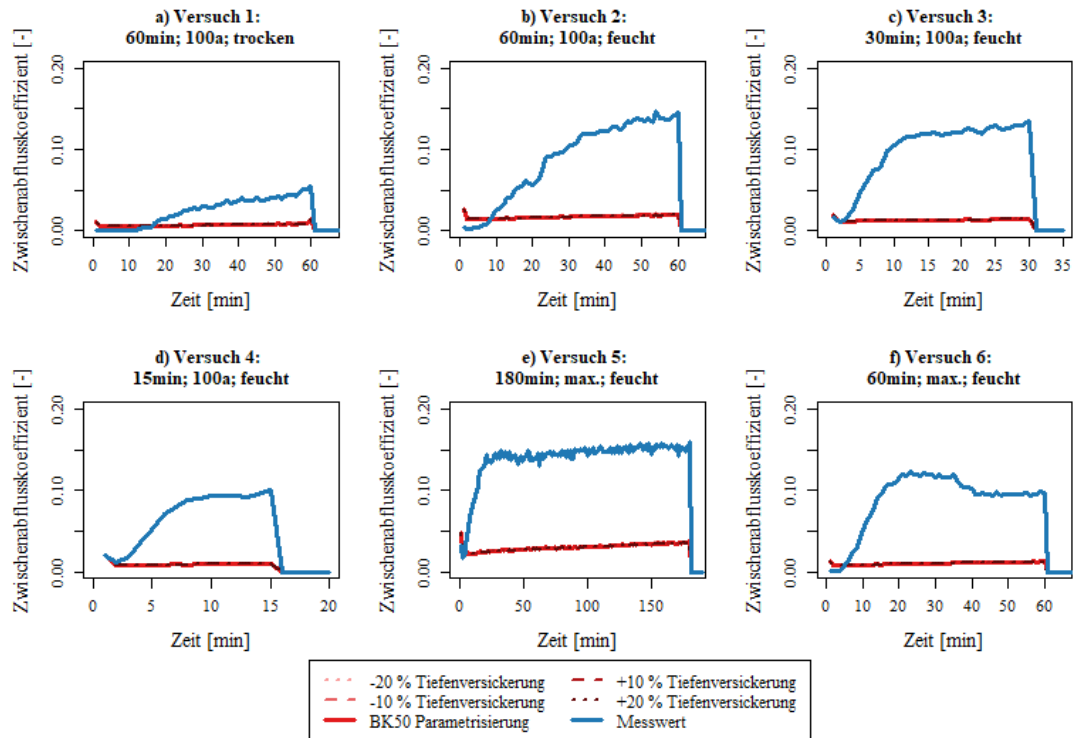 a) Versuch 1:
60min; 100a; trocken
Zwischenabflusskoeffizient [-]
0.00 0.10 0.20
0 10 20 30 40 50 60
Zeit [min]
b) Versuch 2:
60min; 100a; feucht
Zwischenabflusskoeffizient [-]
0.00 0.10 0.20
0 10 20 30 40 50 60
Zeit [min]
c) Versuch 3:
30min; 100a; feucht
Zwischenabflusskoeffizient [-]
0.00 0.10 0.20
0 5 10 15 20 25 30 35
Zeit [min]
d) Versuch 4:
15min; 100a; feucht
Zwischenabflusskoeffizient [-]
0.00 0.10 0.20
0 5 10 15 20
Zeit [min]
e) Versuch 5:
180min; max.; feucht
Zwischenabflusskoeffizient [-]
0.00 0.10 0.20
0 50 100 150
Zeit [min]
f) Versuch 6:
60min; max.; feucht
Zwischenabflusskoeffizient [-]
0.00 0.10 0.20
0 10 20 30 40 50 60
Zeit [min]
-20 % Tiefenversickerung
-10 % Tiefenversickerung
BK50 Parametrisierung
+10 % Tiefenversickerung
+20 % Tiefenversickerung
Messwert